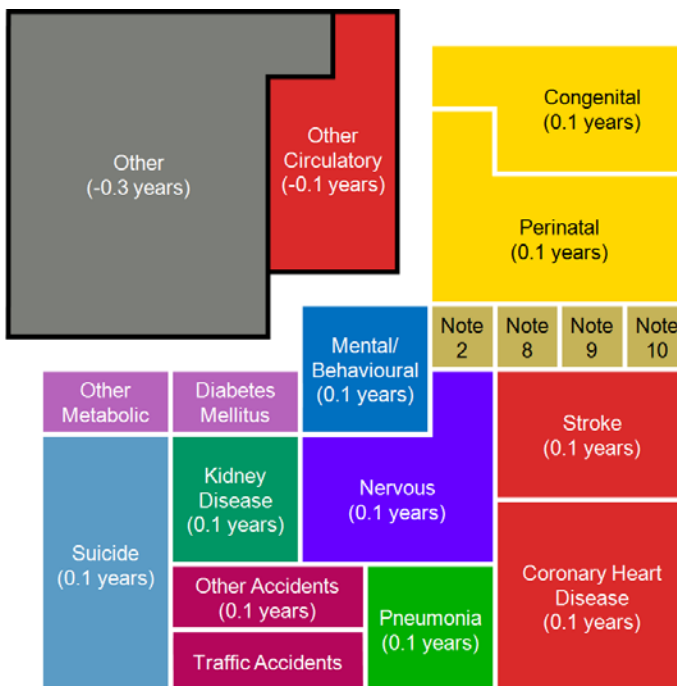 Other
(-0.3 years)
Other
Circulatory
(-0.1 years)
Congenital
(0.1 years)
Perinatal
(0.1 years)
Mental/
Behavioural
(0.1 years)
Note
2
Note
8
Note
9
Note
10
Other
Metabolic
Diabetes
Mellitus
Stroke
(0.1 years)
Kidney
Disease
(0.1 years)
Nervous
(0.1 years)
Suicide
(0.1 years)
Other Accidents
(0.1 years)
Pneumonia
(0.1 years)
Coronary Heart
Disease
(0.1 years)
Traffic Accidents